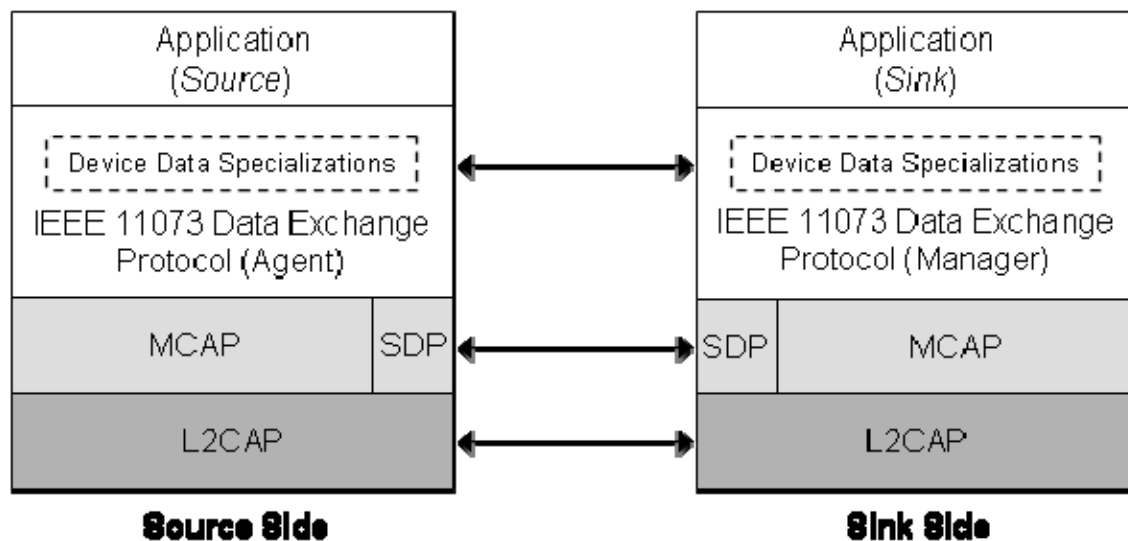 Application
(Source)
Device Data Specializations
IEEE 11073 Data Exchange
Protocol (Agent)
MCAP
SDP
L2CAP
Source Side
Application
(Sink)
Device Data Specializations
IEEE 11073 Data Exchange
Protocol (Manager)
SDP
MCAP
L2CAP
Sink Side